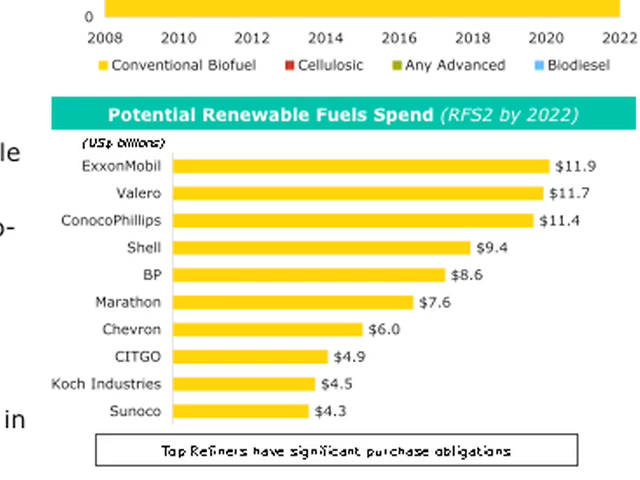 0
2008 2010 2012 2014 2016 2018 2020 2022
Conventional Biofuel Cellulosic Any Advanced Biodiesel
Potential Renewable Fuels Spend (RFS2 by 2022)
(US$ billions)
le
ExxonMobil $11.9
Valero $11.7
ConocoPhillips $11.4
o-
Shell $9.4
BP $8.6
Marathon $7.6
Chevron $6.0
CITGO $4.9
Koch Industries $4.5
Sunoco $4.3
in
Top Refiners have significant purchase obligations